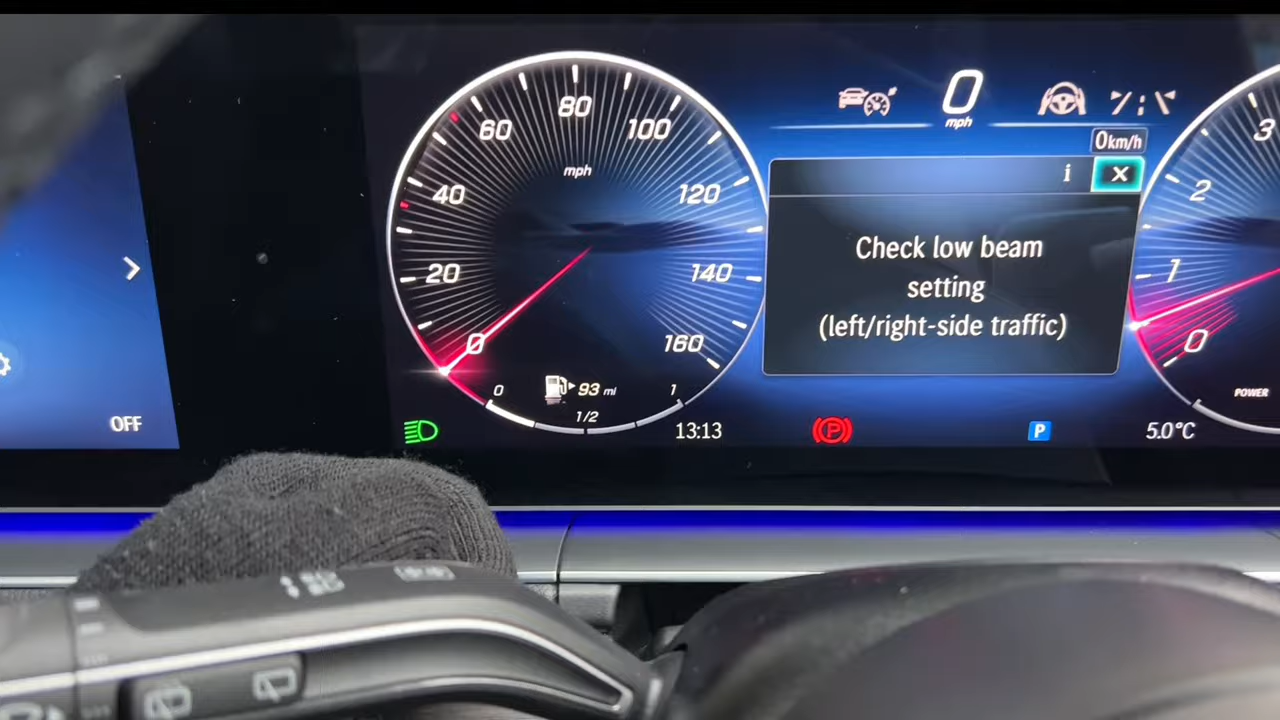 60
80
100
40
mph
120
20
140
0
160
0
93 mi
1
1/2
13:13
0
mph
0km/h
i
X
Check low beam
setting
(left/right-side traffic)
P
P
3
2
1
0
POWER
5.0°C
OFF